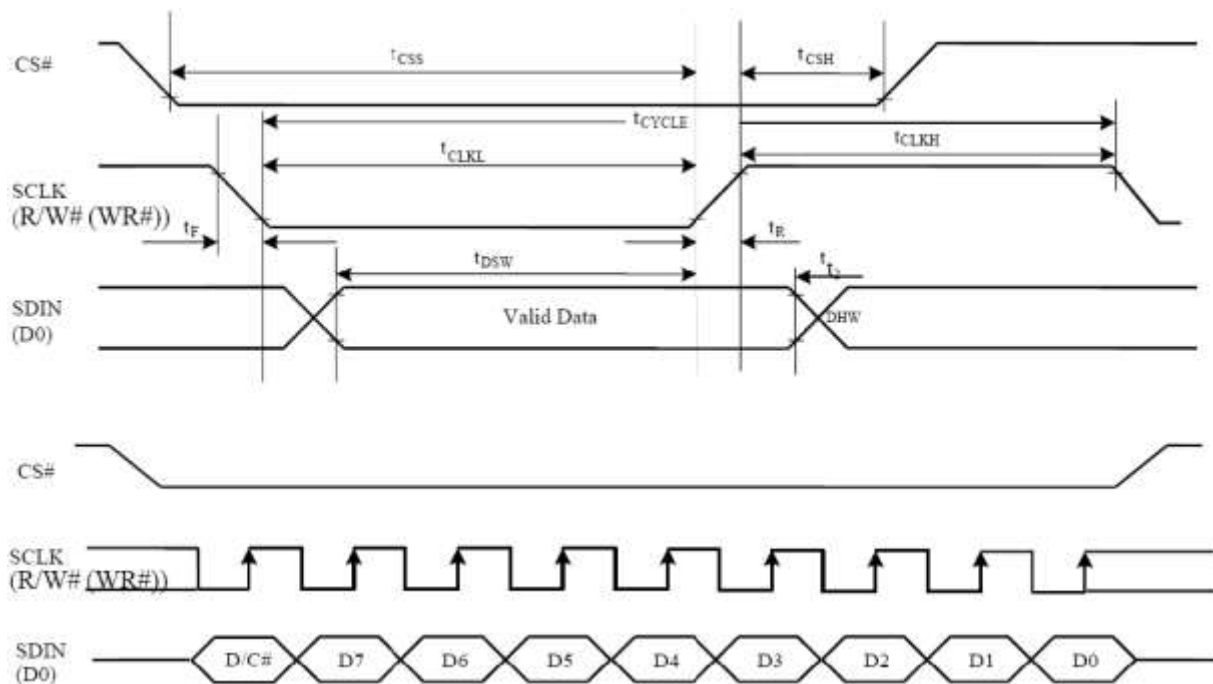 CS#
tCSS
tCSH
tCYCLE
tCLKL
tCLKH
SCLK
(R/W# (WR#))
tF
tR
tDSW
t
t2
SDIN
(D0)
Valid Data
DHW
CS#
SCLK
(R/W# (WR#))
SDIN
(D0)
D/C# D7 D6 D5 D4 D3 D2 D1 D0